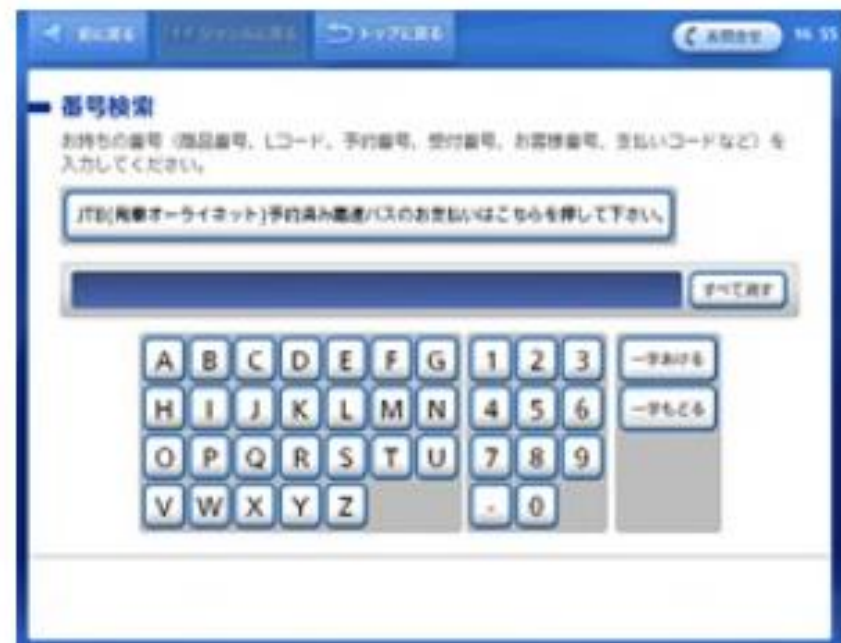 前に戻る トップに戻る お問合せ
番号検索
お持ちの番号（商品番号、Lコード、予約番号、受付番号、お客様番号、支払いコードなど）を
入力してください。
JTB(発車オーライネット)予約済み高速バスのお支払いはこちらを押して下さい。
すべて消す
A B C D E F G 1 2 3 一字あける
H I J K L M N 4 5 6 一字もどる
O P Q R S T U 7 8 9
V W X Y Z - 0